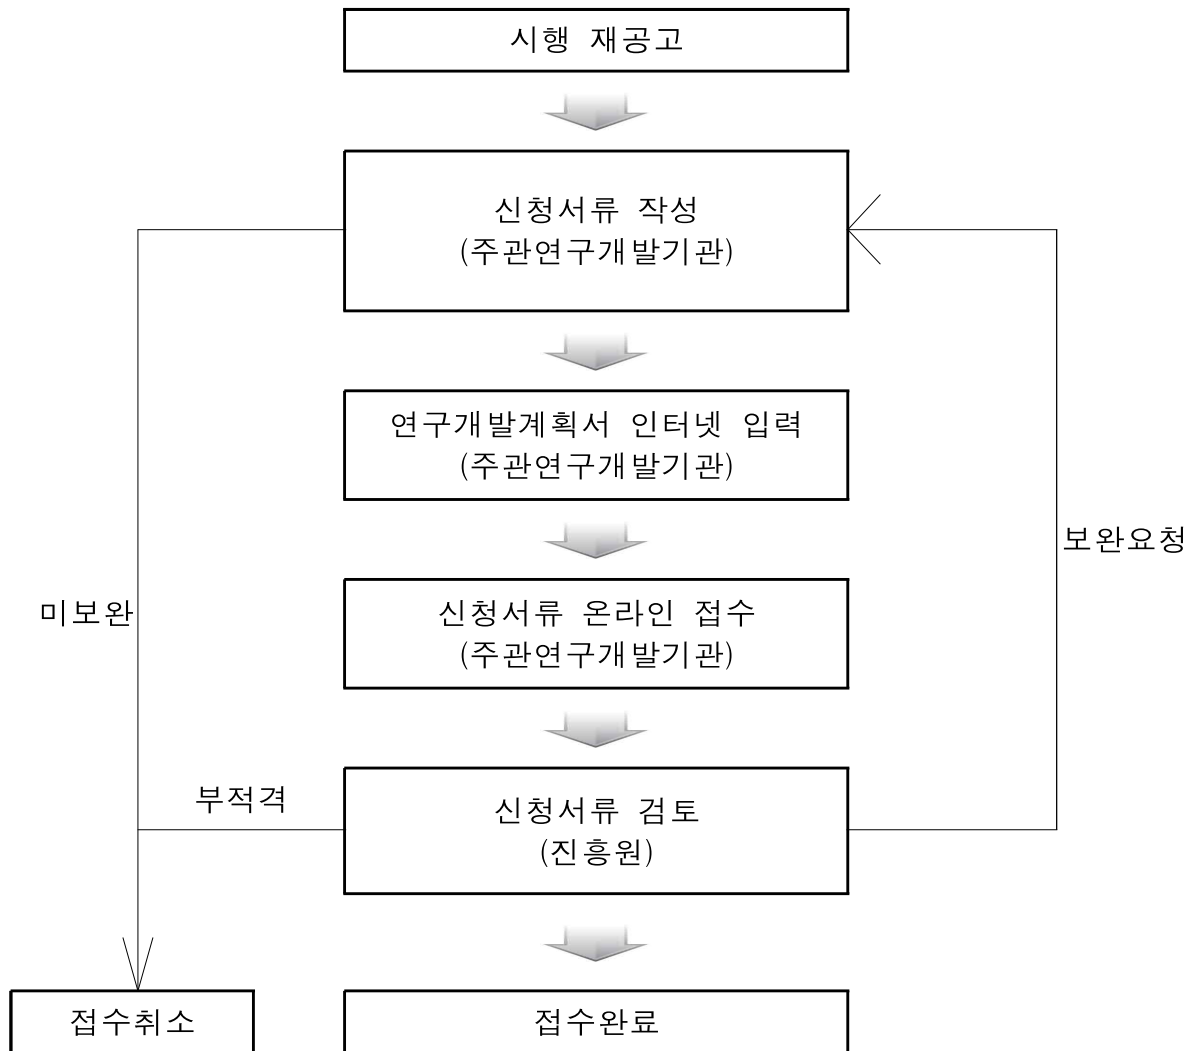 시행 재공고
신청서류 작성
(주관연구개발기관)
연구개발계획서 인터넷 입력
(주관연구개발기관)
보완요청
미보완
신청서류 온라인 접수
(주관연구개발기관)
부적격
신청서류 검토
(진흥원)
접수취소
접수완료